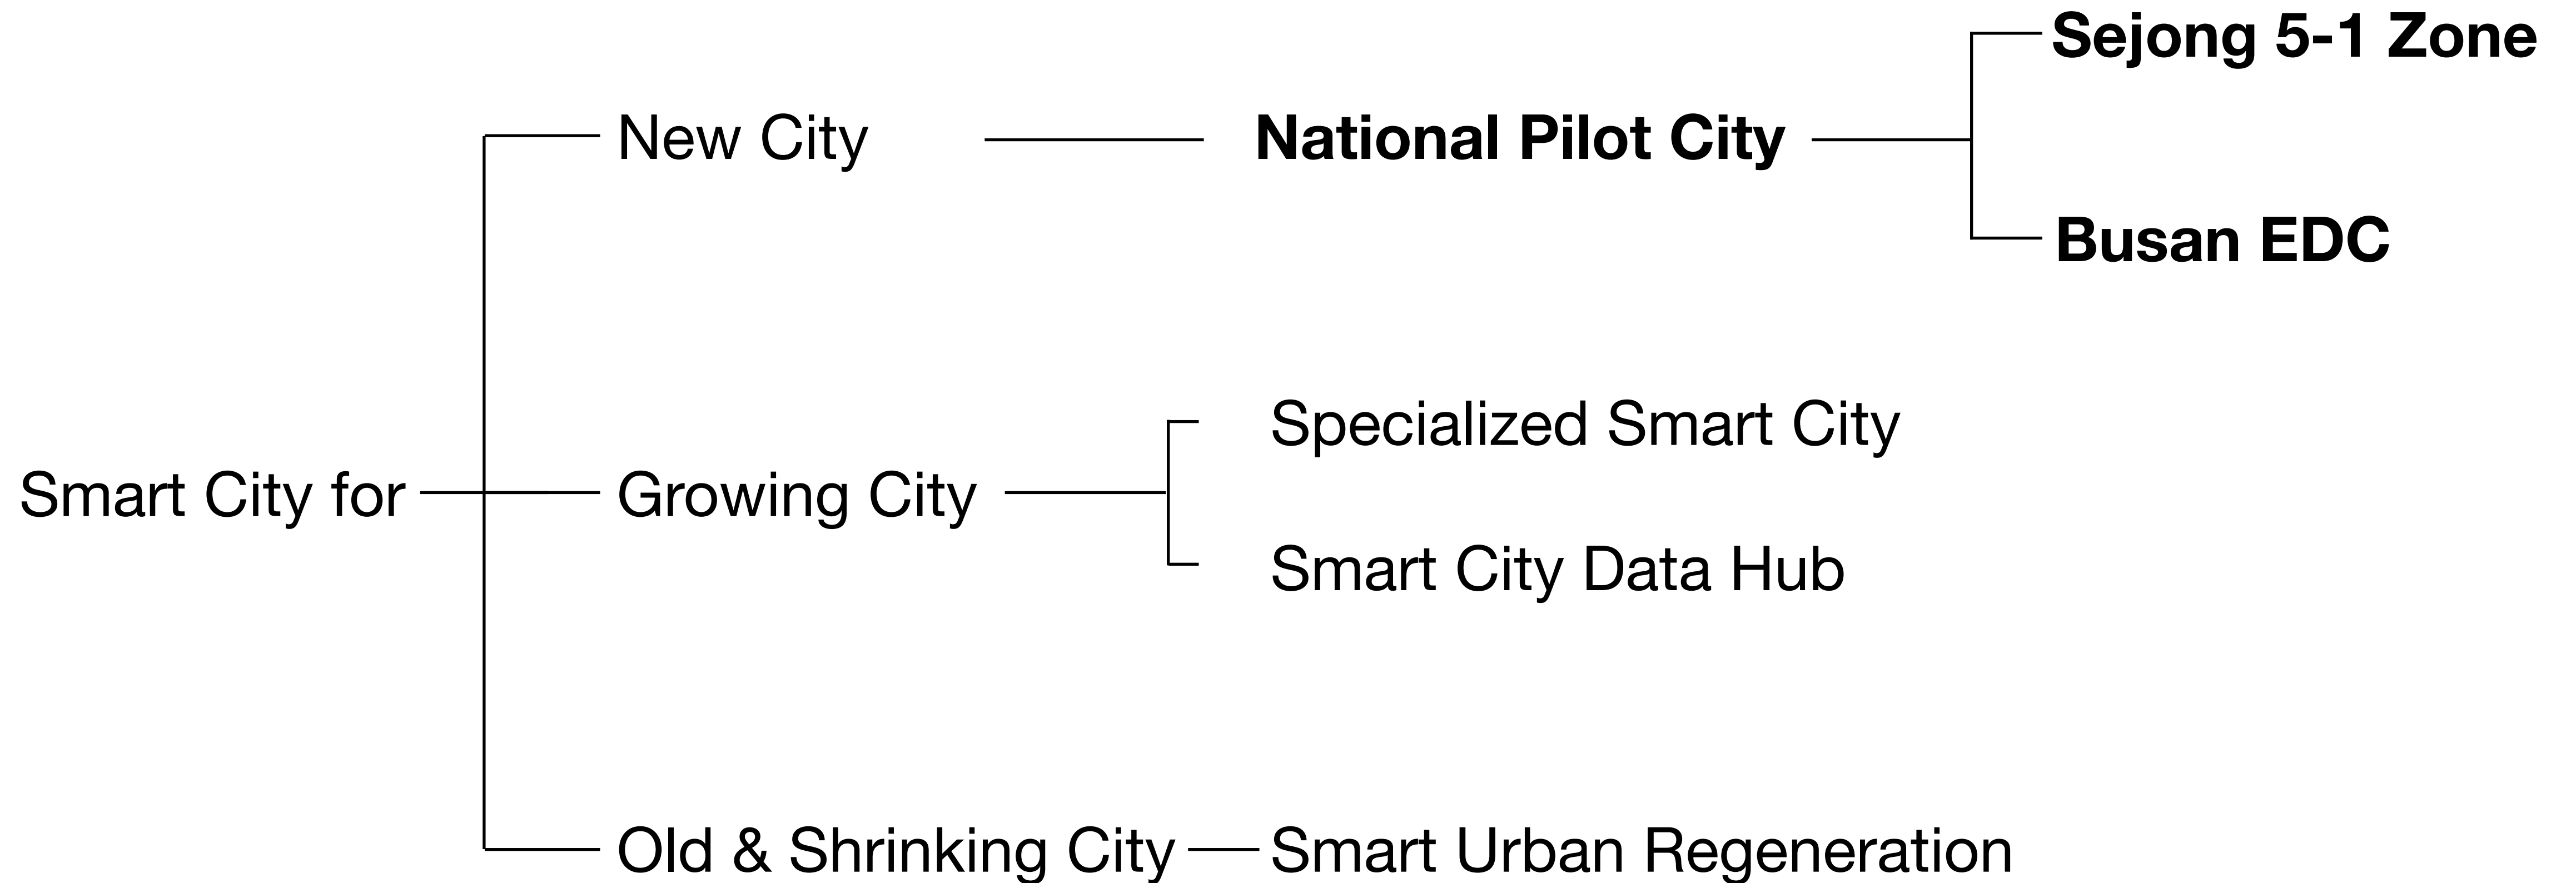 Sejong 5-1 Zone
New City
National Pilot City
Busan EDC
Specialized Smart City
Smart City for
Growing City
Smart City Data Hub
Old & Shrinking City
Smart Urban Regeneration